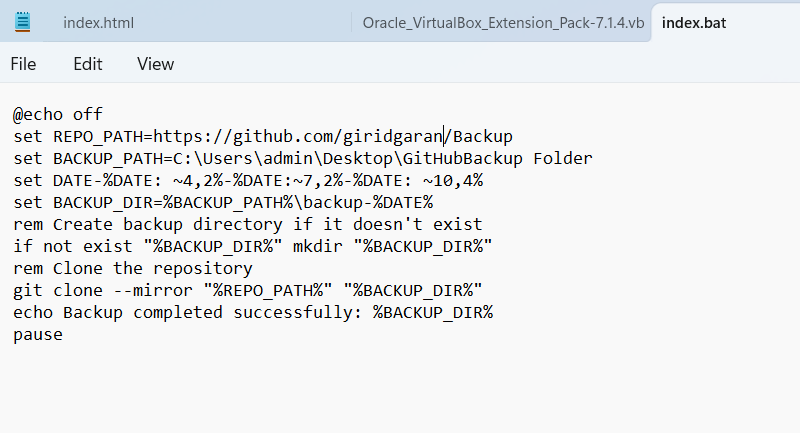 index.html Oracle_VirtualBox_Extension_Pack-7.1.4.vb index.bat
File Edit View
@echo off
set REPO_PATH=https://github.com/giridgaran/Backup
set BACKUP_PATH=C:\Users\admin\Desktop\GitHubBackup Folder
set DATE-%DATE: ~4,2%-%DATE:~7,2%-%DATE: ~10,4%
set BACKUP_DIR=%BACKUP_PATH%\backup-%DATE%
rem Create backup directory if it doesn't exist
if not exist "%BACKUP_DIR%" mkdir "%BACKUP_DIR%"
rem Clone the repository
git clone --mirror "%REPO_PATH%" "%BACKUP_DIR%"
echo Backup completed successfully: %BACKUP_DIR%
pause